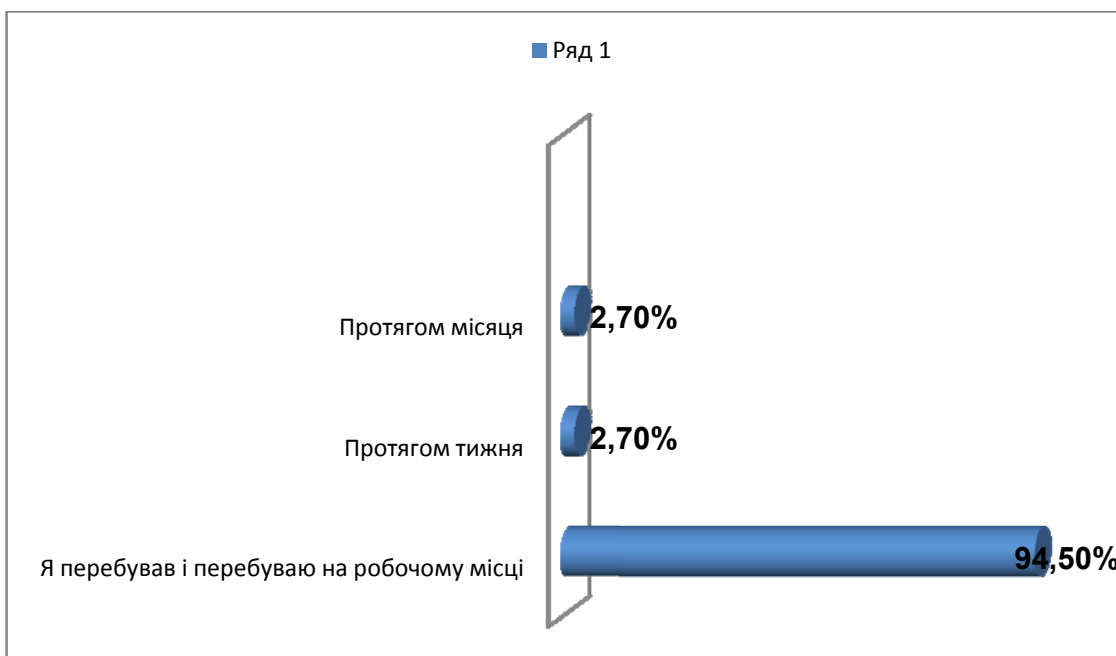 Ряд 1
Протягом місяця
2,70%
Протягом тижня
2,70%
Я перебував і перебуваю на робочому місці
94,50%